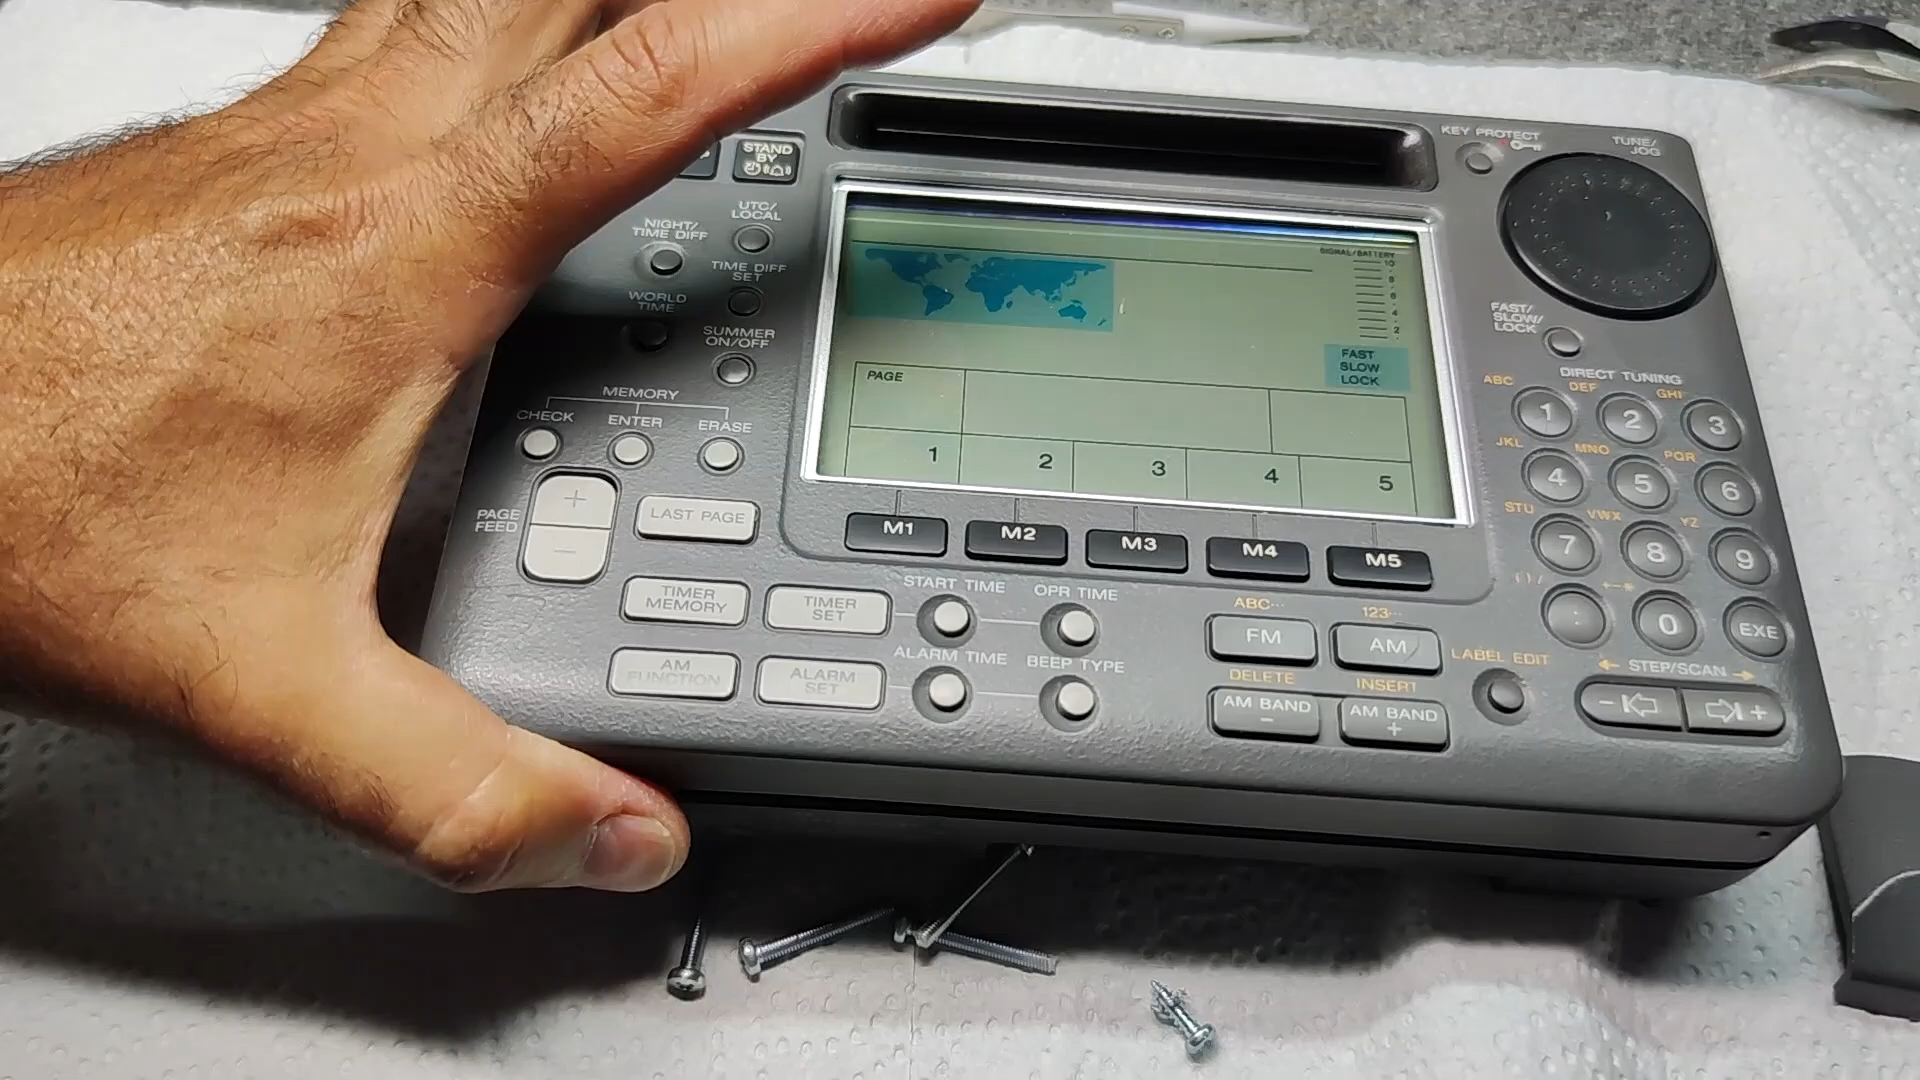 KEY PROTECT
TUNE/
JOG
STAND
BY
UTC/
LOCAL
NIGHT/
TIME DIFF
TIME DIFF
SET
WORLD
TIME
SUMMER
ON/OFF
SIGNAL/BATTERY
10
8
6
4
2
FAST
SLOW
LOCK
PAGE
1
2
3
4
5
FAST/
SLOW/
LOCK
DIRECT TUNING
ABC
DEF
GHI
1
2
3
JKL
MNO
PQR
4
5
6
STU
VWX
YZ
7
8
9
( ) /
+-*
:
0
EXE
MEMORY
CHECK
ENTER
ERASE
PAGE
FEED
+
−
LAST PAGE
M1
M2
M3
M4
M5
TIMER
MEMORY
TIMER
SET
START TIME
OPR TIME
AM
FUNCTION
ALARM
SET
ALARM TIME
BEEP TYPE
ABC···
123···
FM
AM
DELETE
INSERT
AM BAND
−
AM BAND
+
LABEL EDIT
← STEP/SCAN →
−
+